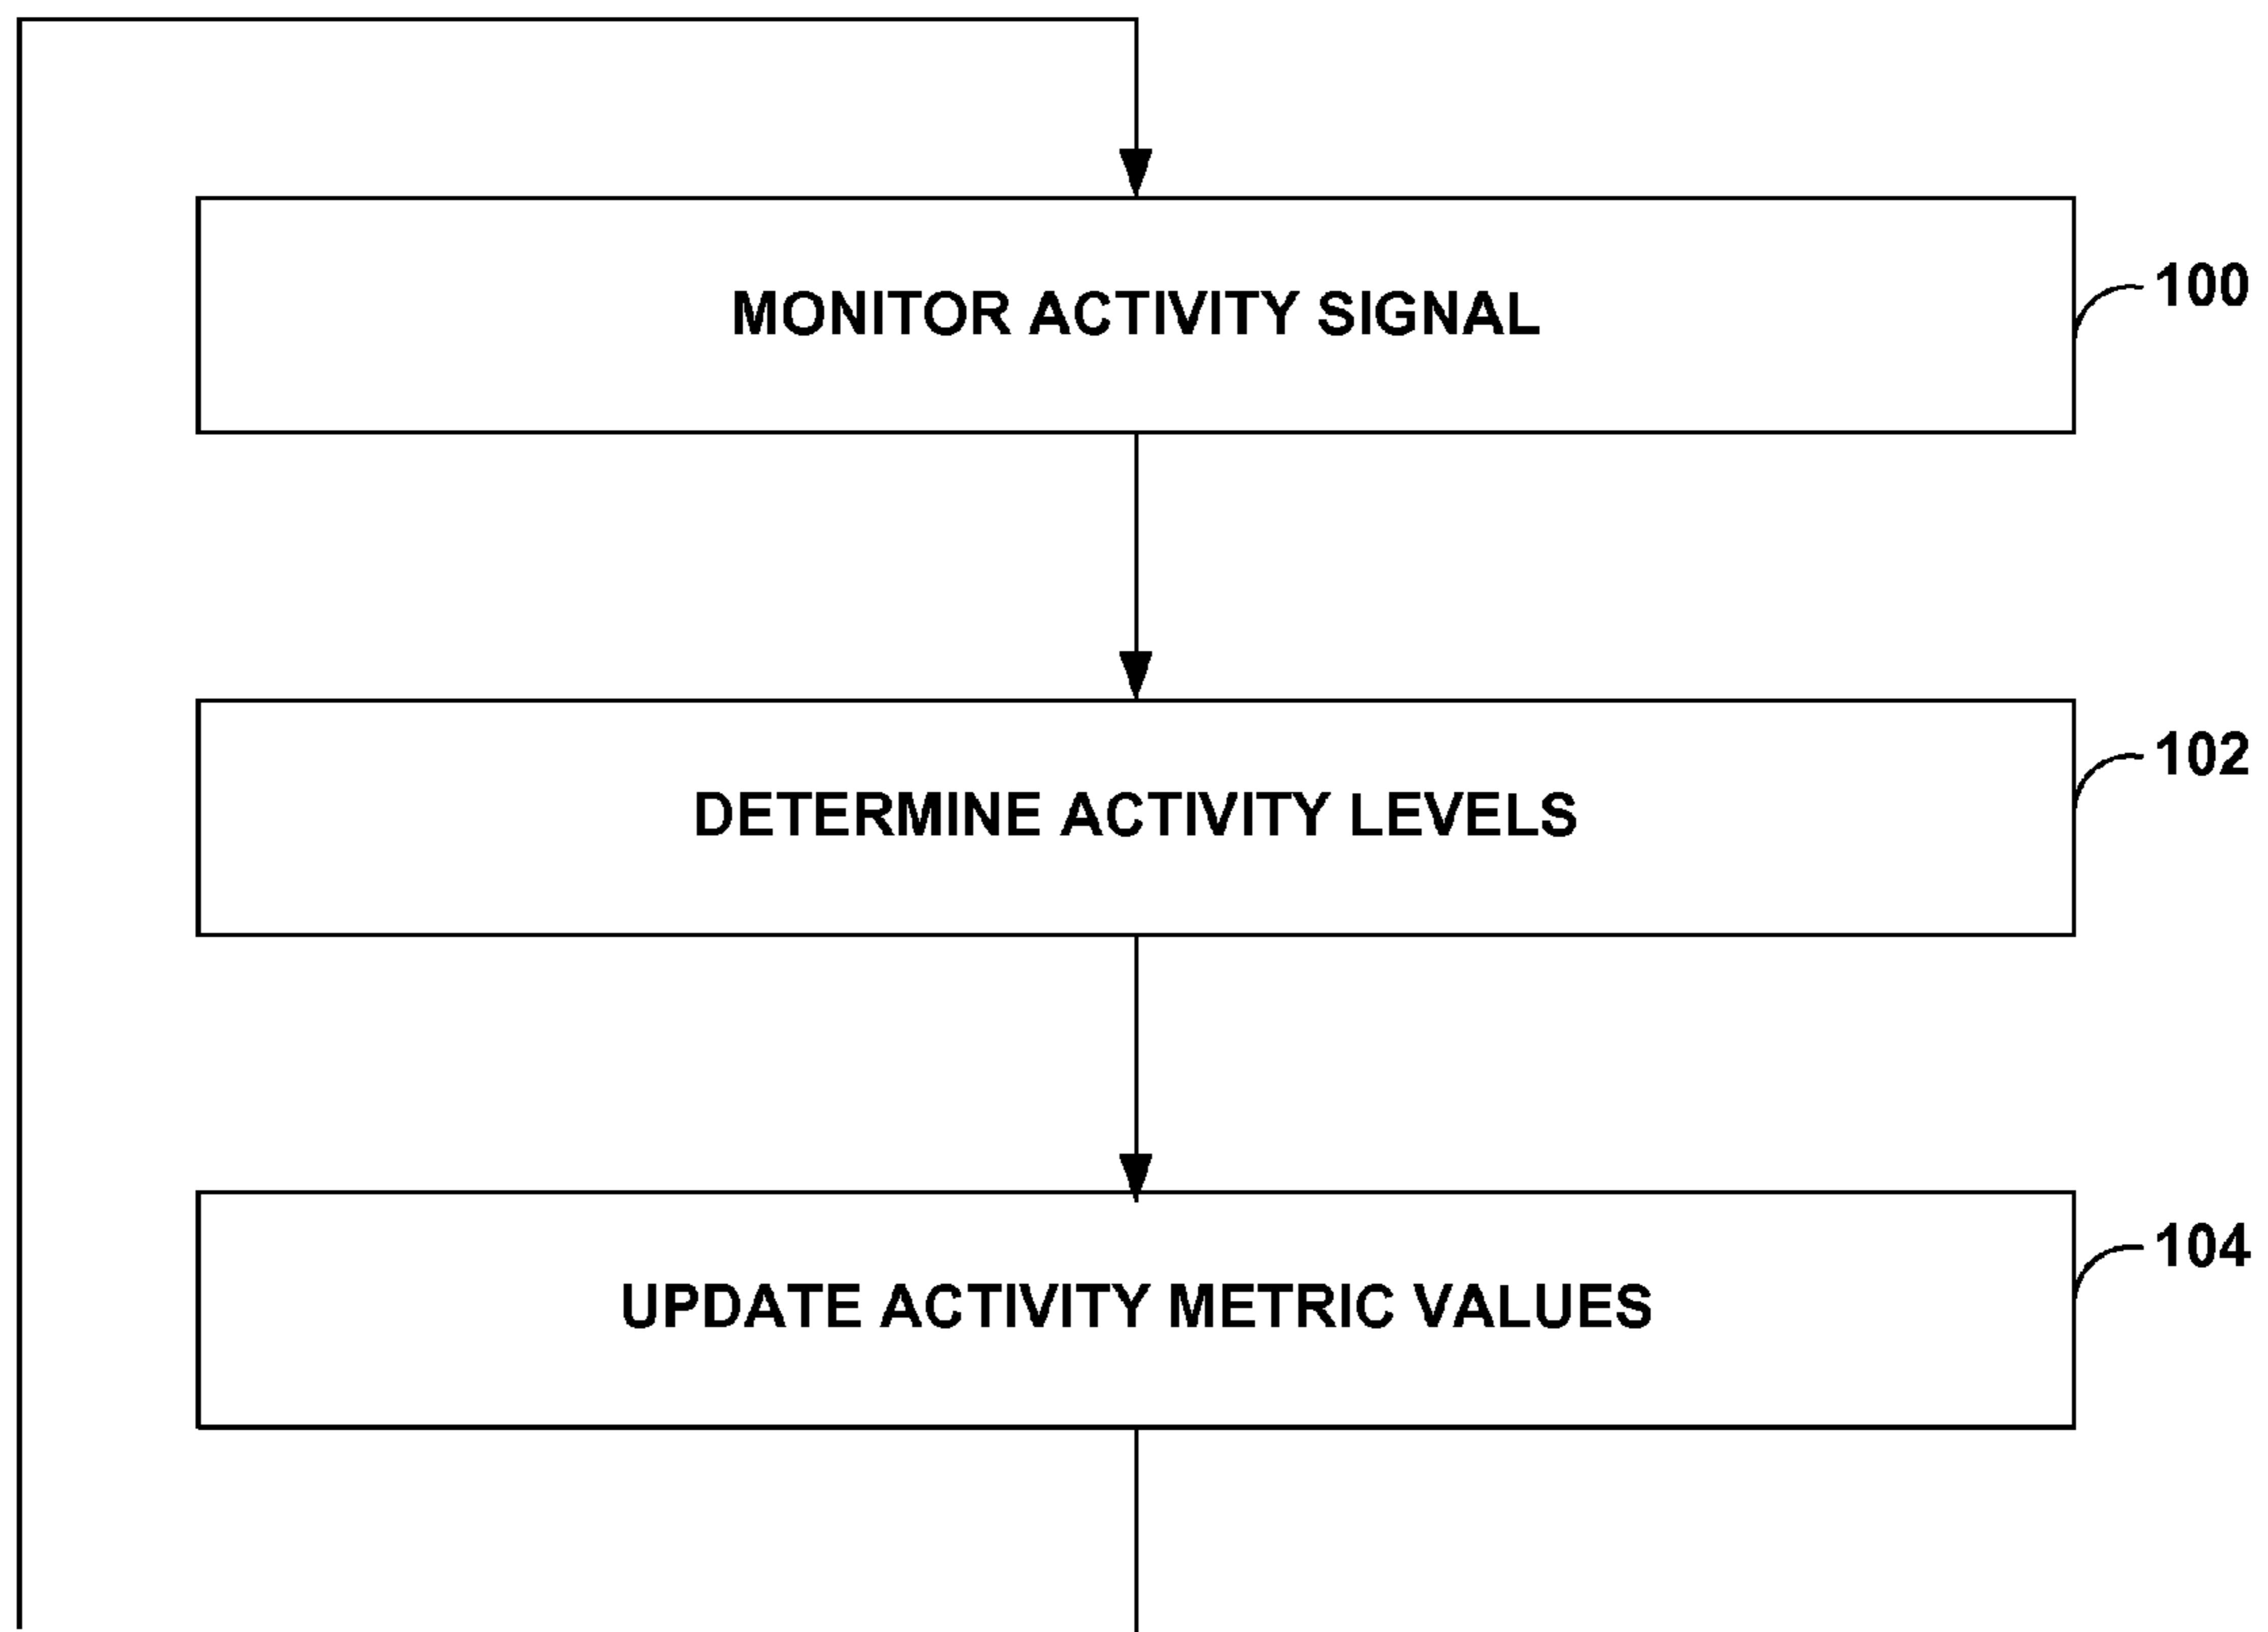 MONITOR ACTIVITY SIGNAL
100
DETERMINE ACTIVITY LEVELS
102
UPDATE ACTIVITY METRIC VALUES
104